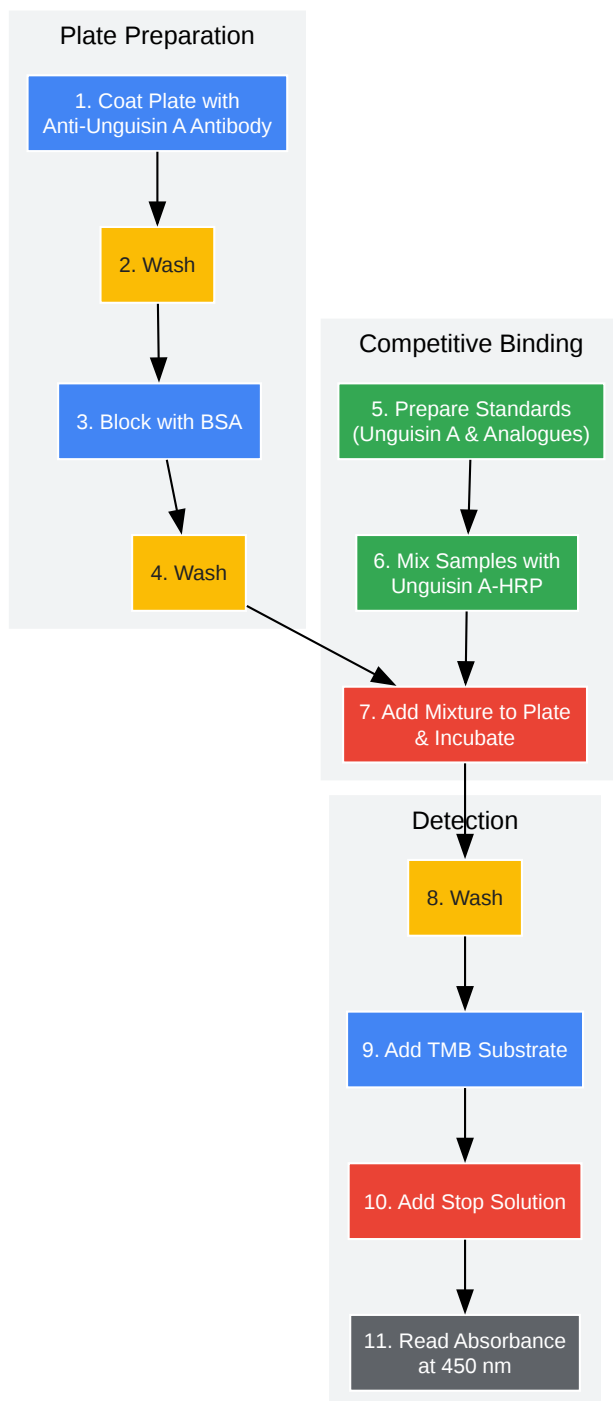 Plate Preparation
1. Coat Plate with
Anti-Unguisin A Antibody
2. Wash
3. Block with BSA
4. Wash
Competitive Binding
5. Prepare Standards
(Unguisin A & Analogues)
6. Mix Samples with
Unguisin A-HRP
7. Add Mixture to Plate
& Incubate
Detection
8. Wash
9. Add TMB Substrate
10. Add Stop Solution
11. Read Absorbance
at 450 nm